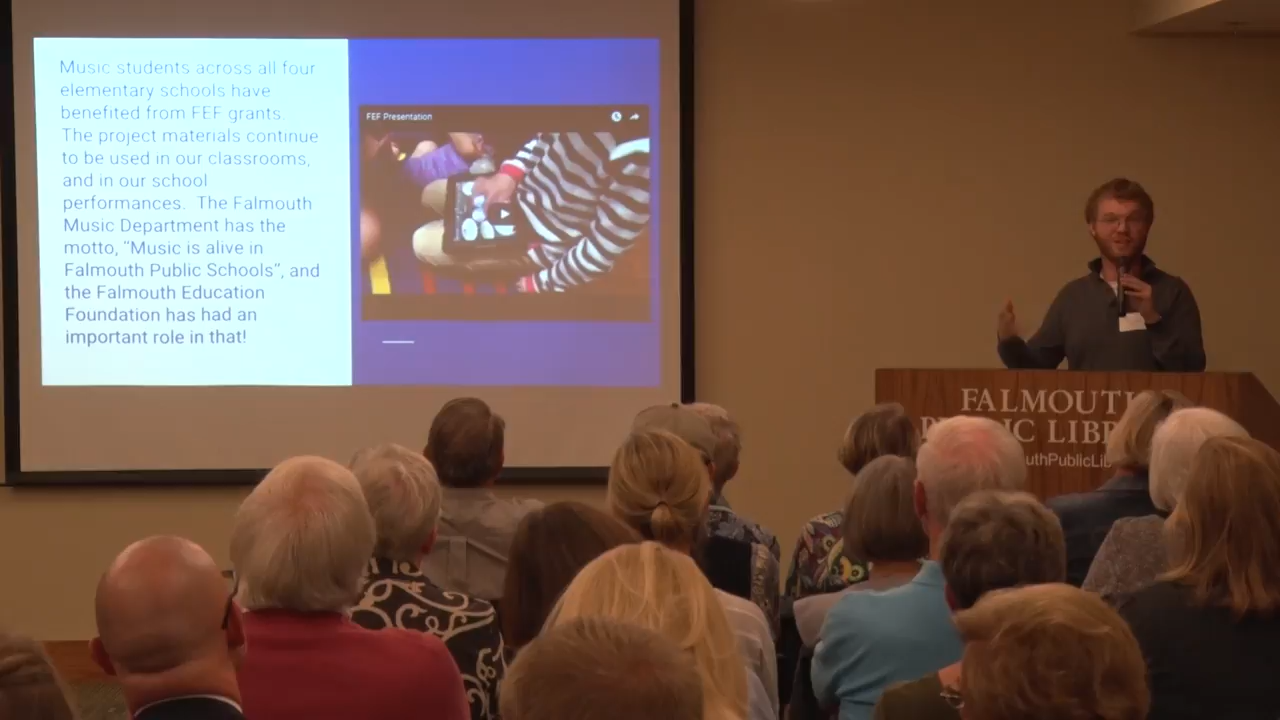 Music students across all four
elementary schools have
benefited from FEF grants.
The project materials continue
to be used in our classrooms,
and in our school
performances. The Falmouth
Music Department has the
motto, "Music is alive in
Falmouth Public Schools", and
the Falmouth Education
Foundation has had an
important role in that!
FEF Presentation
FALMOUT
LIBR
uthPublicLib